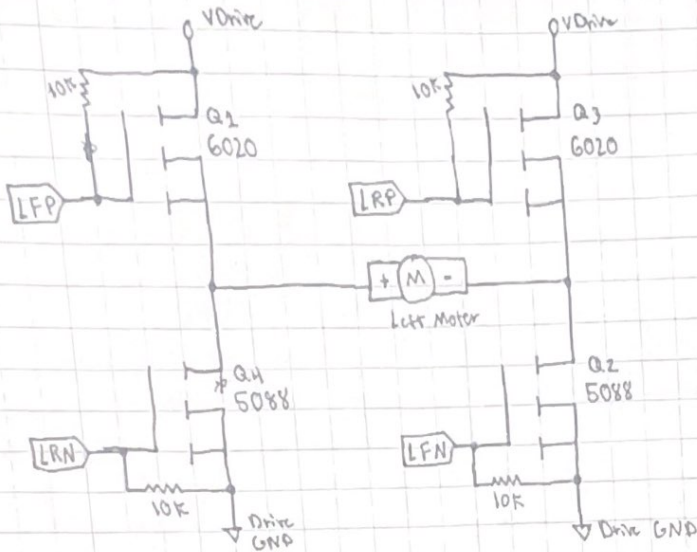 VDrive
10K
Q1
6020
LFP
VDrive
10K
Q3
6020
LRP
+ M -
Left Motor
Q4
5088
LRN
10K
Drive
GND
Q2
5088
LFN
10K
Drive GND